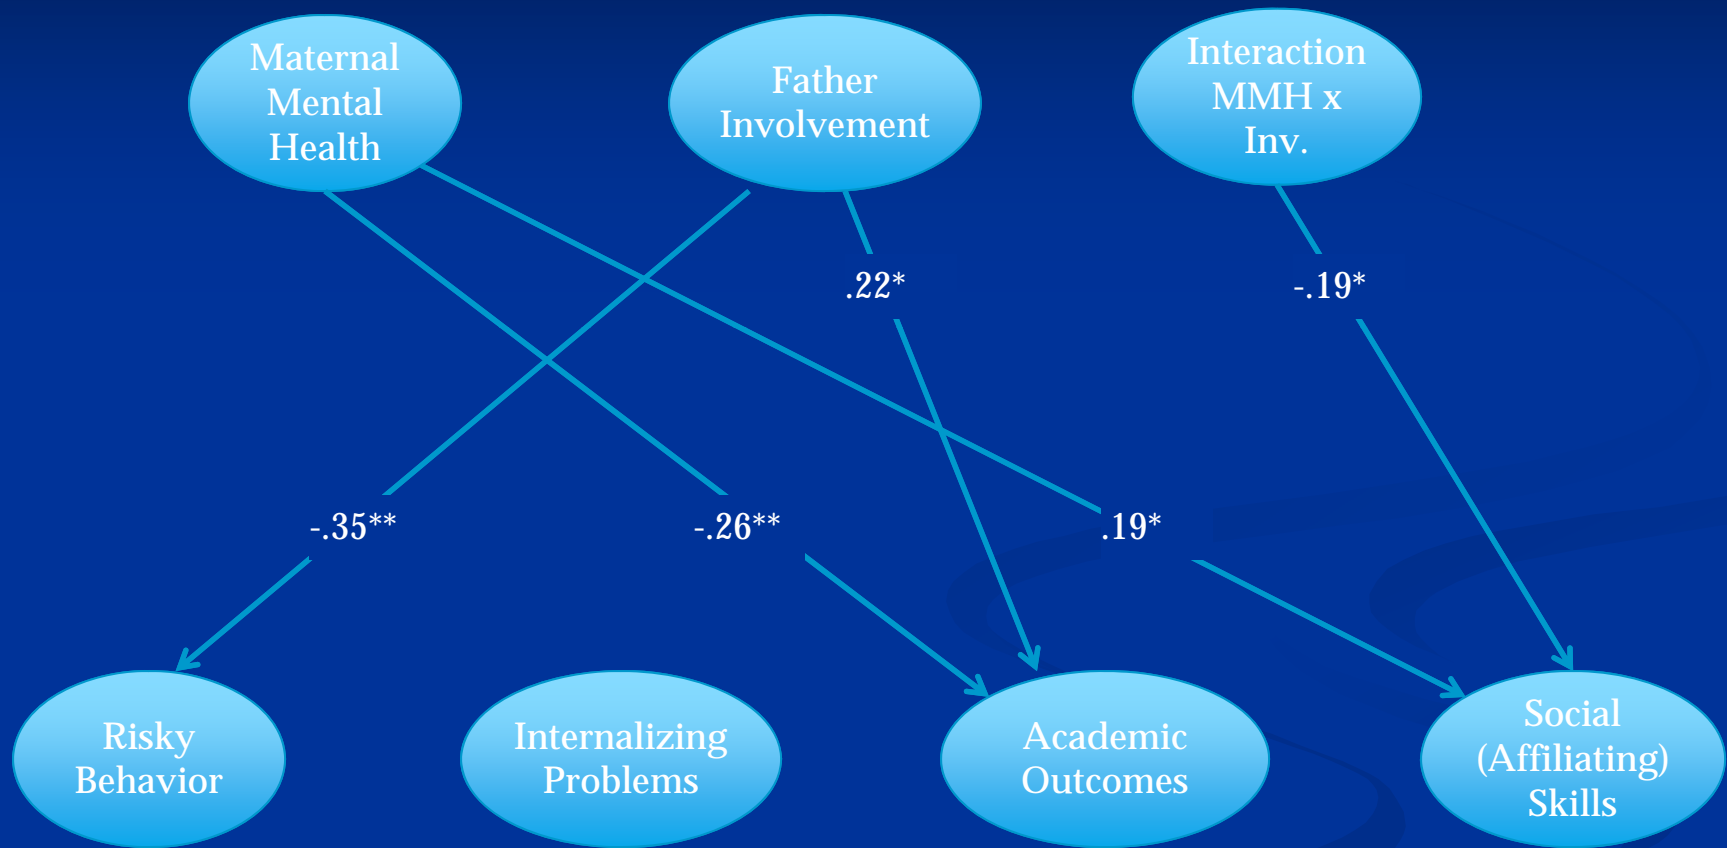 Maternal
Mental
Health
Father
Involvement
Interaction
MMH x
Inv.
.22*
-.19*
-.35**
-.26**
.19*
Risky
Behavior
Internalizing
Problems
Academic
Outcomes
Social
(Affiliating)
Skills